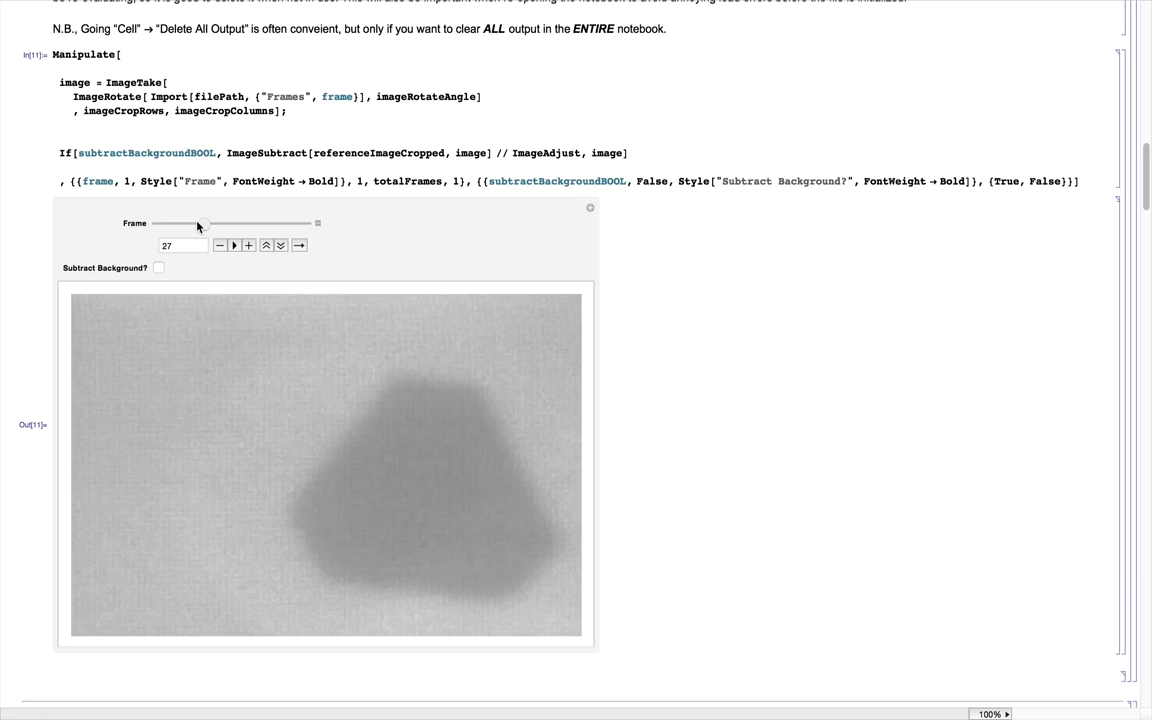 N.B., Going “Cell” → “Delete All Output” is often conveient, but only if you want to clear ALL output in the ENTIRE notebook.
In[11]:= Manipulate[
image = ImageTake[
ImageRotate[ Import[filePath, {"Frames", frame}], imageRotateAngle]
, imageCropRows, imageCropColumns];
If[subtractBackgroundBOOL, ImageSubtract[referenceImageCropped, image] // ImageAdjust, image]
, {{frame, 1, Style["Frame", FontWeight → Bold]}, 1, totalFrames, 1}, {{subtractBackgroundBOOL, False, Style["Subtract Background?", FontWeight → Bold]}, {True, False}}]
Frame
27
Subtract Background?
Out[11]=
100%